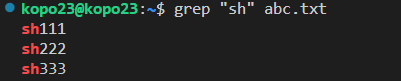 kopo23@kopo23:~$ grep "sh" abc.txt
sh111
sh222
sh333